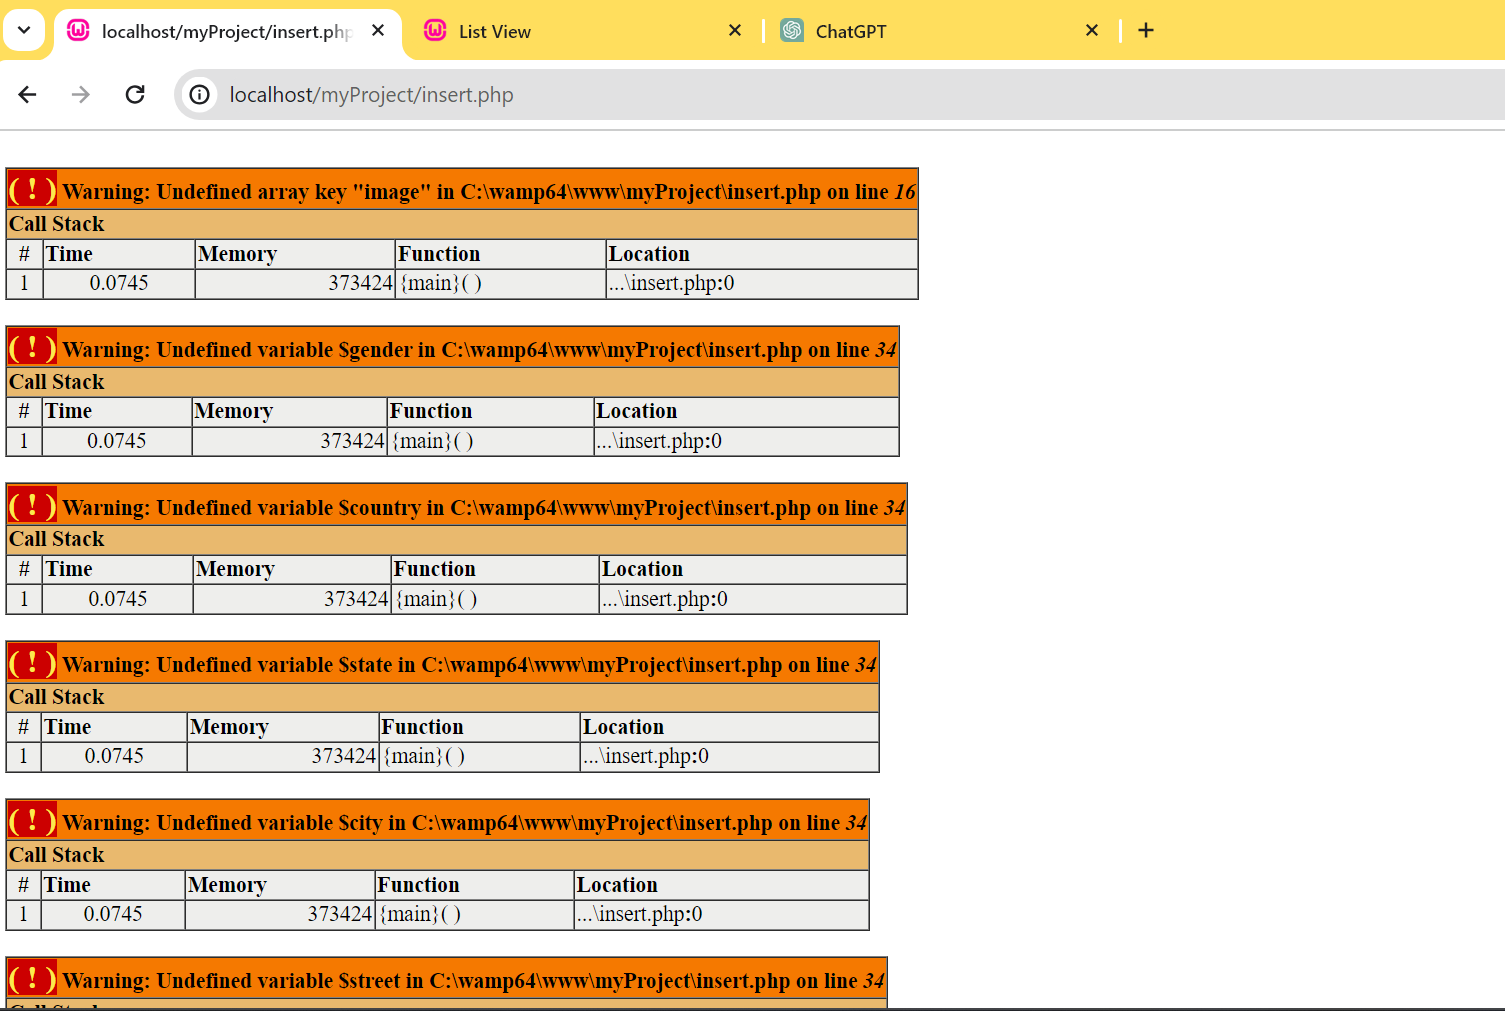 localhost/myProject/insert.php
List View
ChatGPT
localhost/myProject/insert.php
( ! ) Warning: Undefined array key "image" in C:\wamp64\www\myProject\insert.php on line 16
Call Stack
# Time Memory Function Location
1 0.0745 373424 {main}( ) ...\insert.php:0
( ! ) Warning: Undefined variable $gender in C:\wamp64\www\myProject\insert.php on line 34
Call Stack
# Time Memory Function Location
1 0.0745 373424 {main}( ) ...\insert.php:0
( ! ) Warning: Undefined variable $country in C:\wamp64\www\myProject\insert.php on line 34
Call Stack
# Time Memory Function Location
1 0.0745 373424 {main}( ) ...\insert.php:0
( ! ) Warning: Undefined variable $state in C:\wamp64\www\myProject\insert.php on line 34
Call Stack
# Time Memory Function Location
1 0.0745 373424 {main}( ) ...\insert.php:0
( ! ) Warning: Undefined variable $city in C:\wamp64\www\myProject\insert.php on line 34
Call Stack
# Time Memory Function Location
1 0.0745 373424 {main}( ) ...\insert.php:0
( ! ) Warning: Undefined variable $street in C:\wamp64\www\myProject\insert.php on line 34